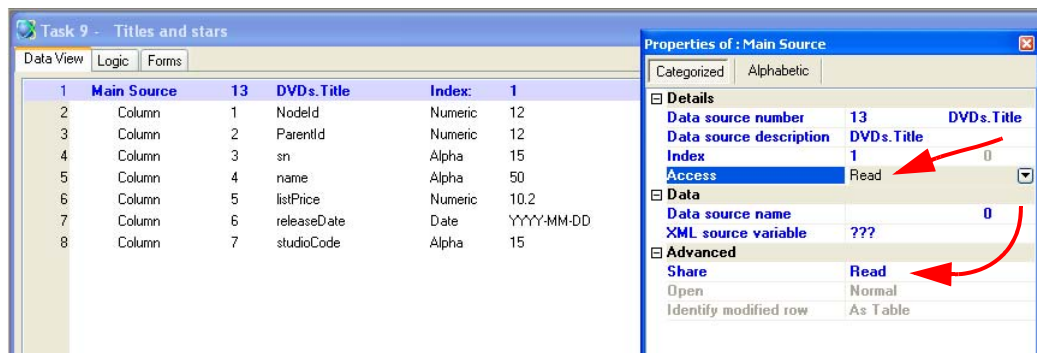 Task 9 - Titles and stars
Data View Logic Forms
1 Main Source 13 DVDs.Title Index: 1
2 Column 1 NodeId Numeric 12
3 Column 2 ParentId Numeric 12
4 Column 3 sn Alpha 15
5 Column 4 name Alpha 50
6 Column 5 listPrice Numeric 10.2
7 Column 6 releaseDate Date YYYY-MM-DD
8 Column 7 studioCode Alpha 15
Properties of : Main Source
Categorized Alphabetic
Details
Data source number 13 DVDs.Title
Data source description DVDs.Title
Index 1 0
Access Read
Data
Data source name 0
XML source variable ???
Advanced
Share Read
Open Normal
Identify modified row As Table